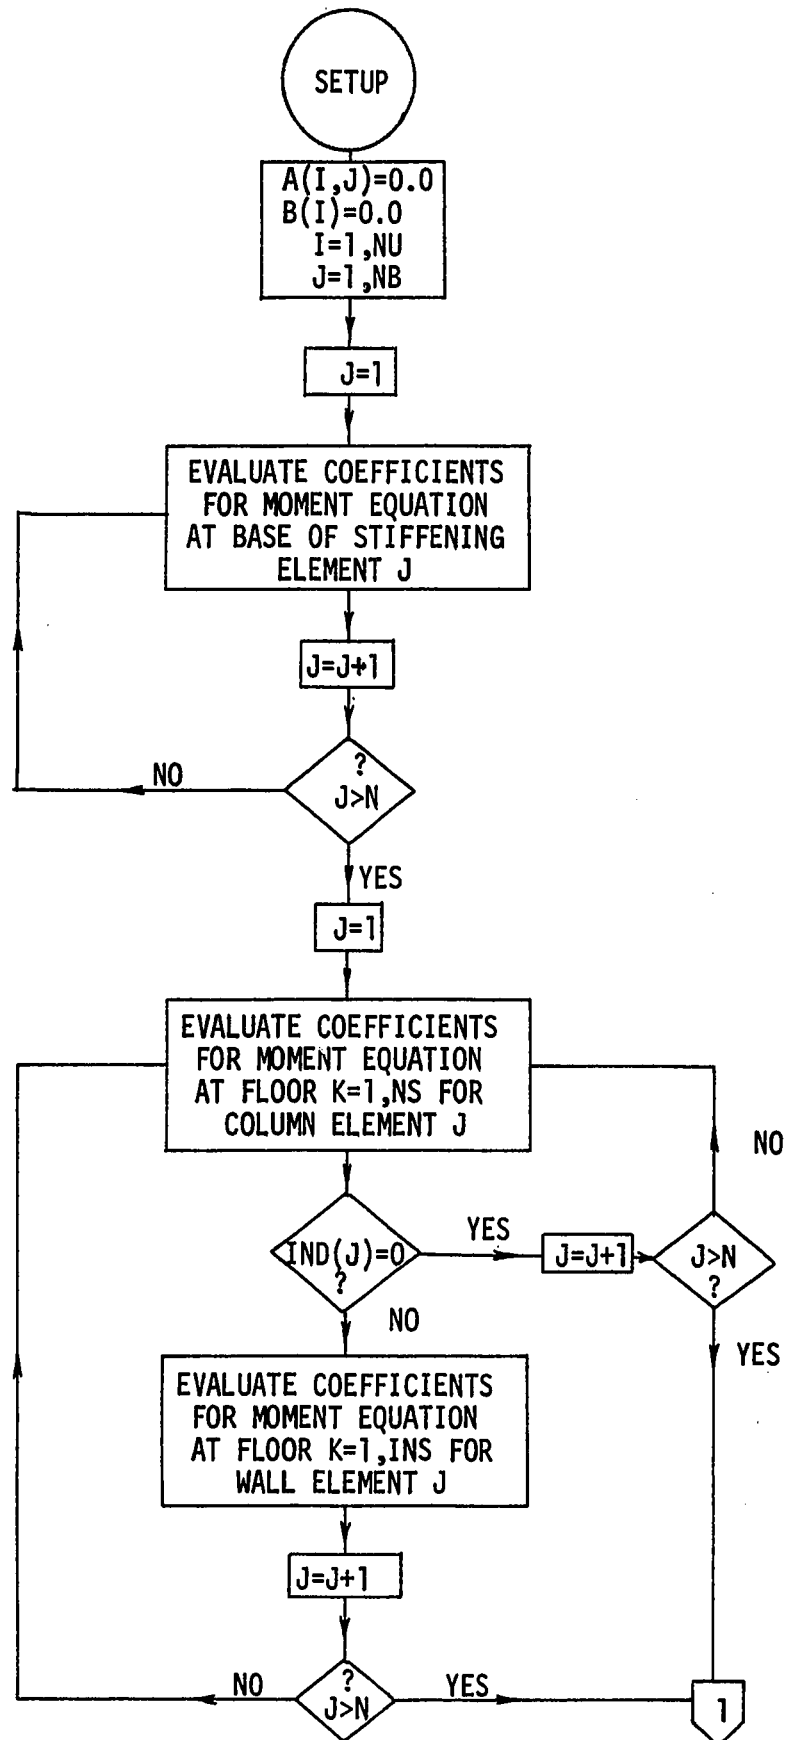 SETUP
A(I,J)=0.0
B(I)=0.0
I=1,NU
J=1,NB
J=1
EVALUATE COEFFICIENTS
FOR MOMENT EQUATION
AT BASE OF STIFFENING
ELEMENT J
J=J+1
?
J>N
NO
YES
J=1
EVALUATE COEFFICIENTS
FOR MOMENT EQUATION
AT FLOOR K=1,NS FOR
COLUMN ELEMENT J
IND(J)=0
?
YES
J=J+1
J>N
?
NO
YES
NO
EVALUATE COEFFICIENTS
FOR MOMENT EQUATION
AT FLOOR K=1,INS FOR
WALL ELEMENT J
J=J+1
?
J>N
NO
YES
1